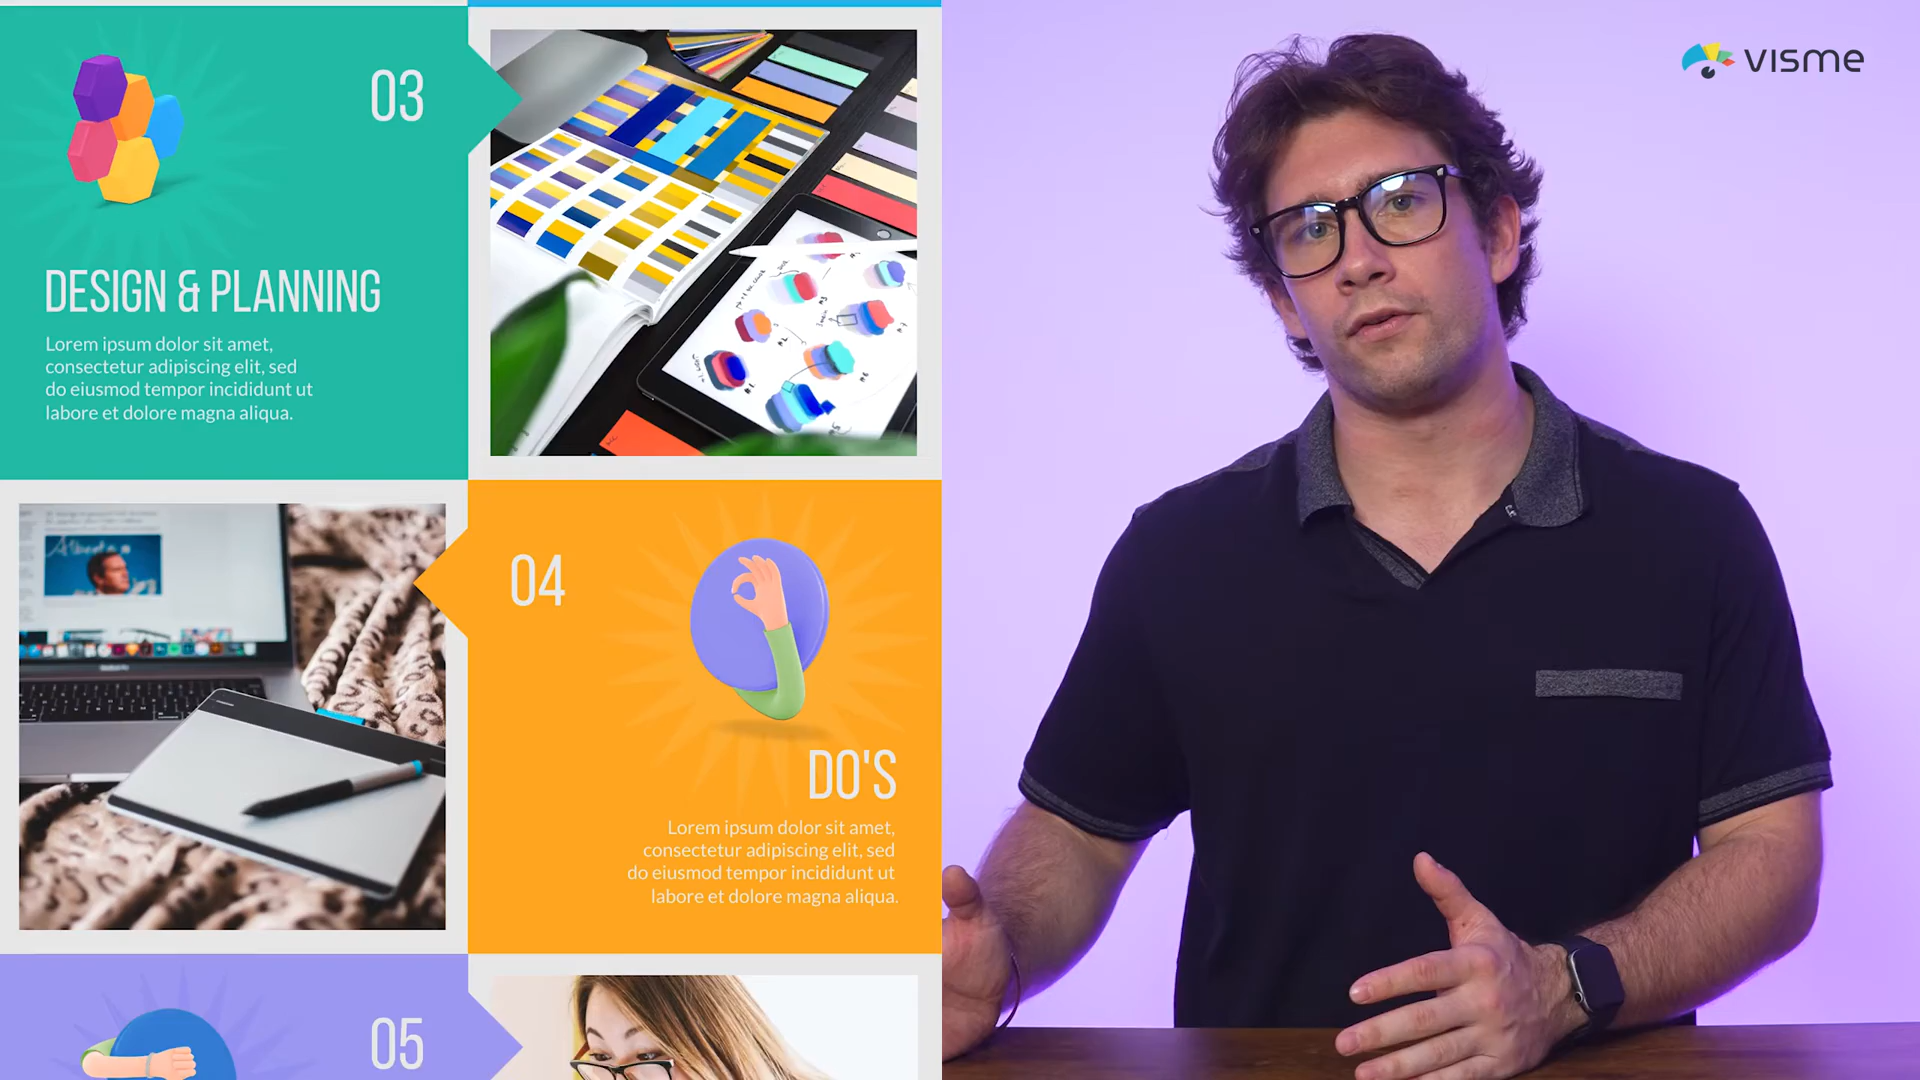 03
DESIGN & PLANNING
Lorem ipsum dolor sit amet,
consectetur adipiscing elit, sed
do eiusmod tempor incididunt ut
labore et dolore magna aliqua.
04
DO'S
Lorem ipsum dolor sit amet,
consectetur adipiscing elit, sed
do eiusmod tempor incididunt ut
labore et dolore magna aliqua.
05
VISME